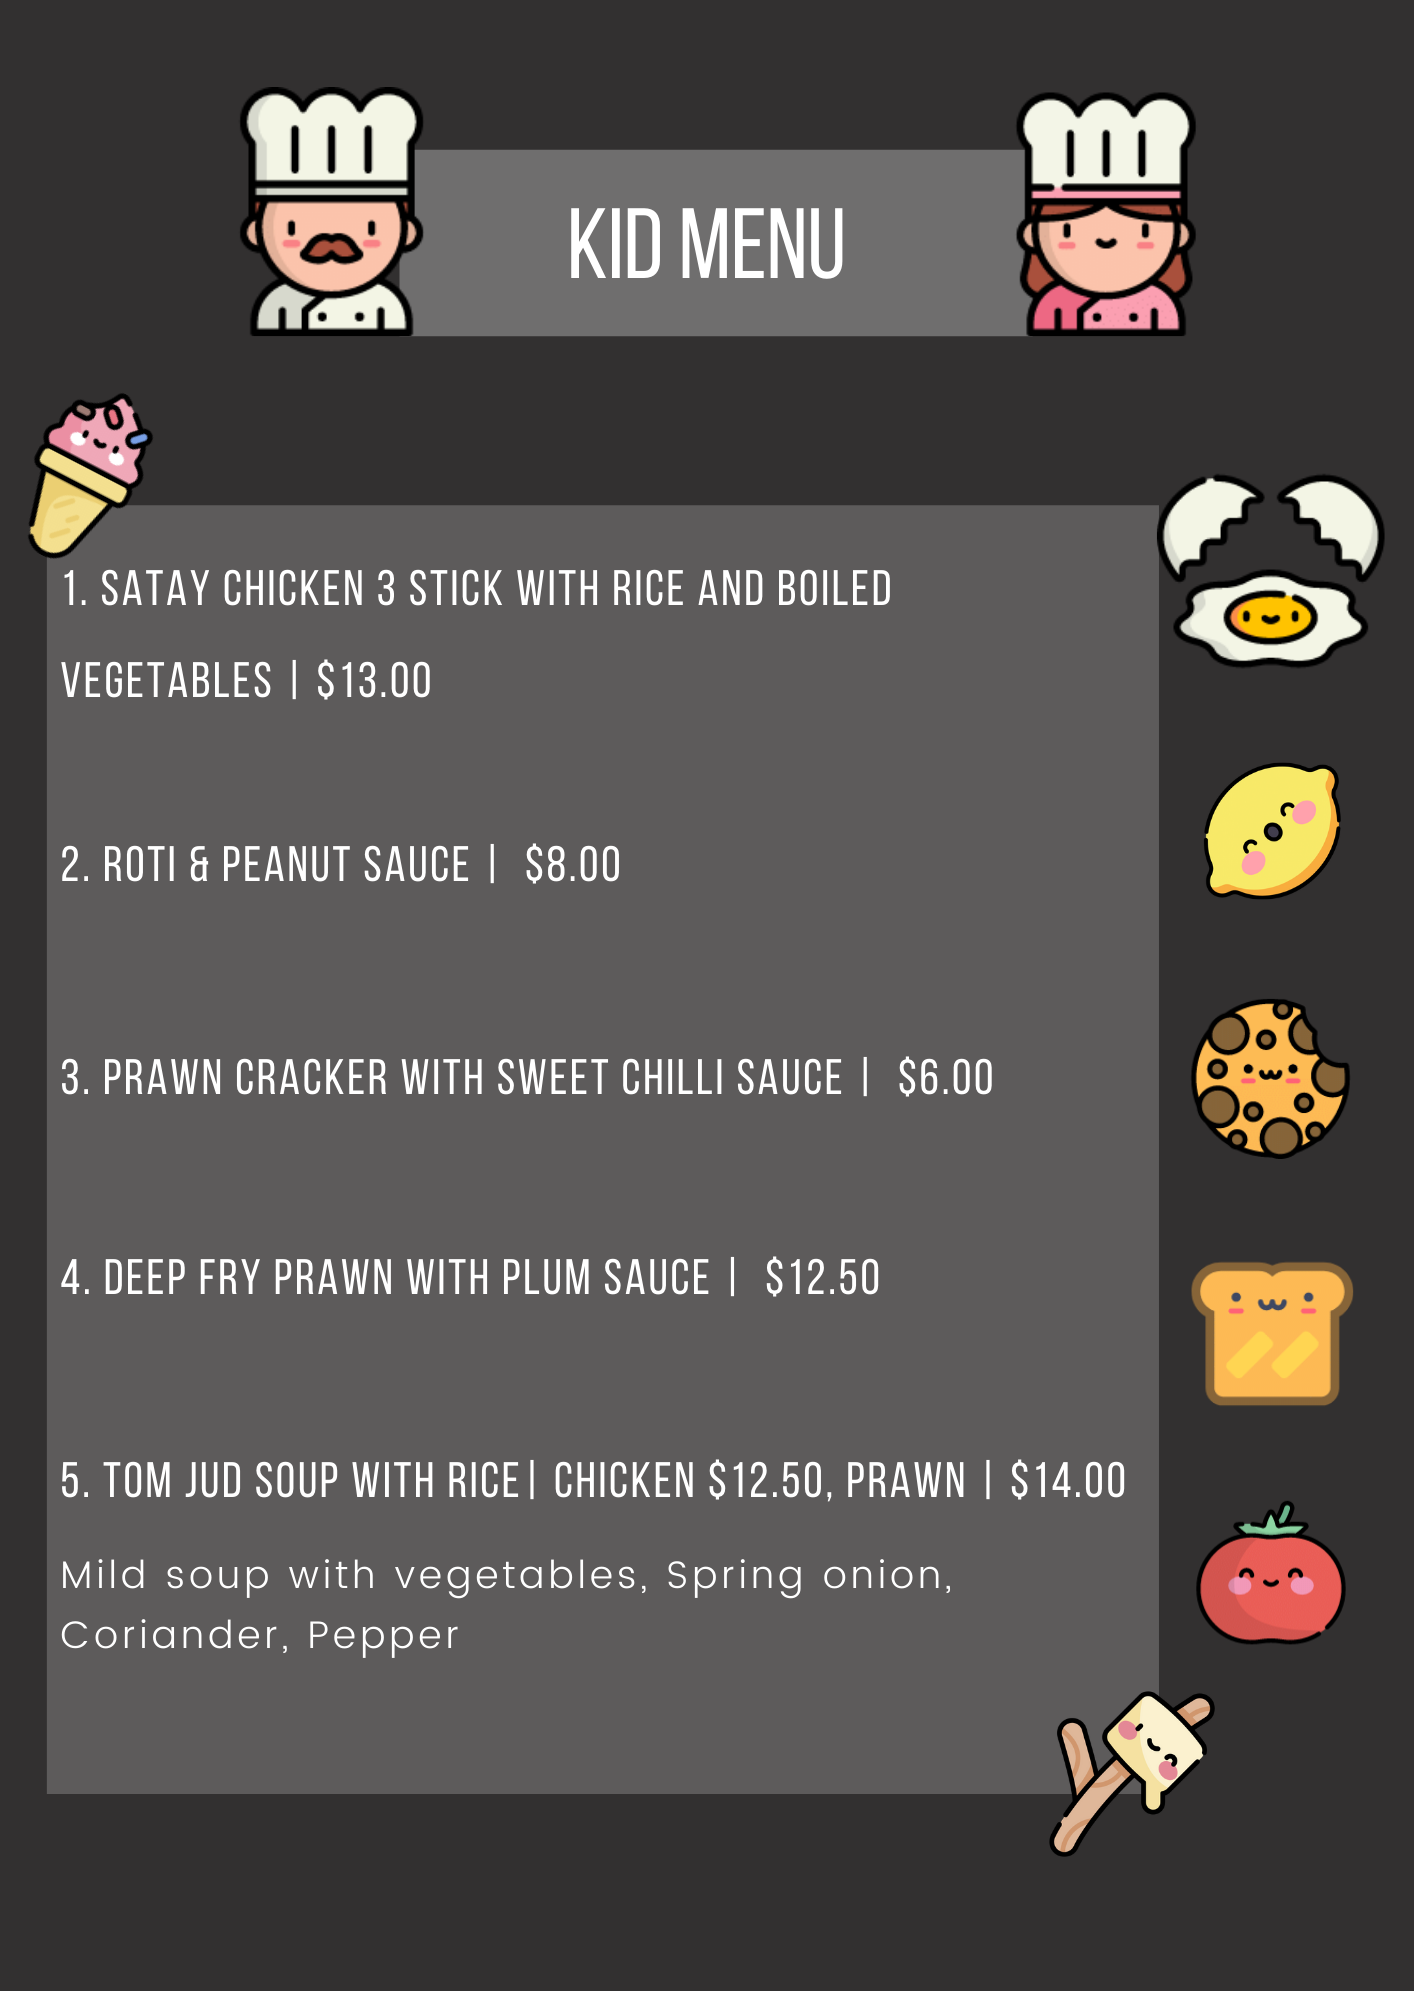 KID MENU
1. SATAY CHICKEN 3 STICK WITH RICE AND BOILED
VEGETABLES | $13.00
2. ROTI & PEANUT SAUCE | $8.00
3. PRAWN CRACKER WITH SWEET CHILLI SAUCE | $6.00
4. DEEP FRY PRAWN WITH PLUM SAUCE | $12.50
5. TOM JUD SOUP WITH RICE| CHICKEN $12.50, PRAWN | $14.00
Mild soup with vegetables, Spring onion,
Coriander, Pepper